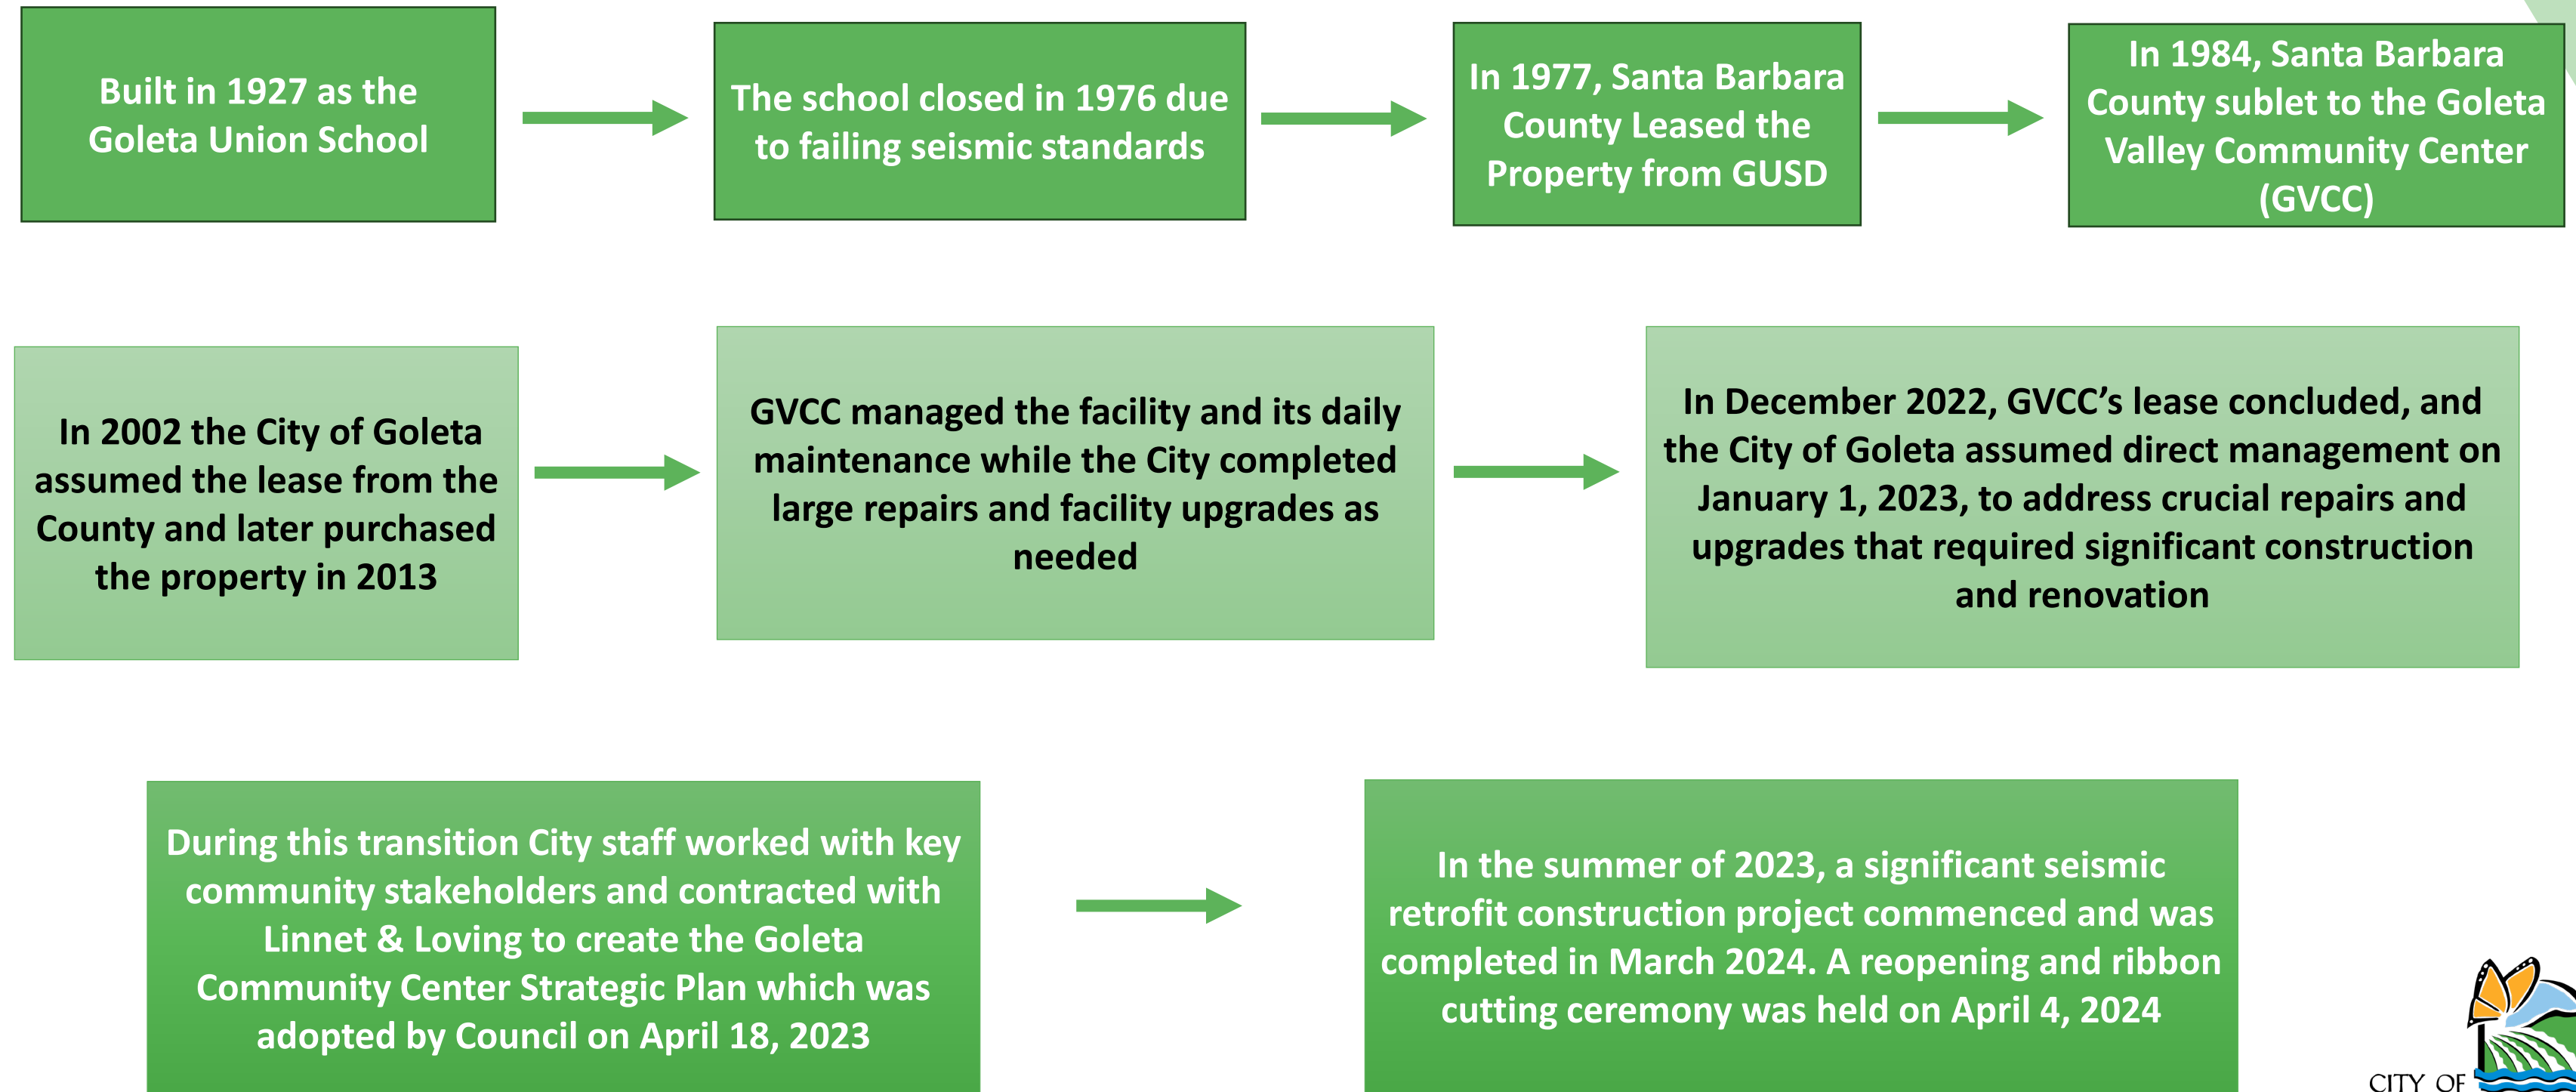 Built in 1927 as the
Goleta Union School
The school closed in 1976 due
to failing seismic standards
In 1977, Santa Barbara
County Leased the
Property from GUSD
In 1984, Santa Barbara
County sublet to the Goleta
Valley Community Center
(GVCC)
In 2002 the City of Goleta
assumed the lease from the
County and later purchased
the property in 2013
GVCC managed the facility and its daily
maintenance while the City completed
large repairs and facility upgrades as
needed
In December 2022, GVCC’s lease concluded, and
the City of Goleta assumed direct management on
January 1, 2023, to address crucial repairs and
upgrades that required significant construction
and renovation
During this transition City staff worked with key
community stakeholders and contracted with
Linnet & Loving to create the Goleta
Community Center Strategic Plan which was
adopted by Council on April 18, 2023
In the summer of 2023, a significant seismic
retrofit construction project commenced and was
completed in March 2024. A reopening and ribbon
cutting ceremony was held on April 4, 2024
CITY OF